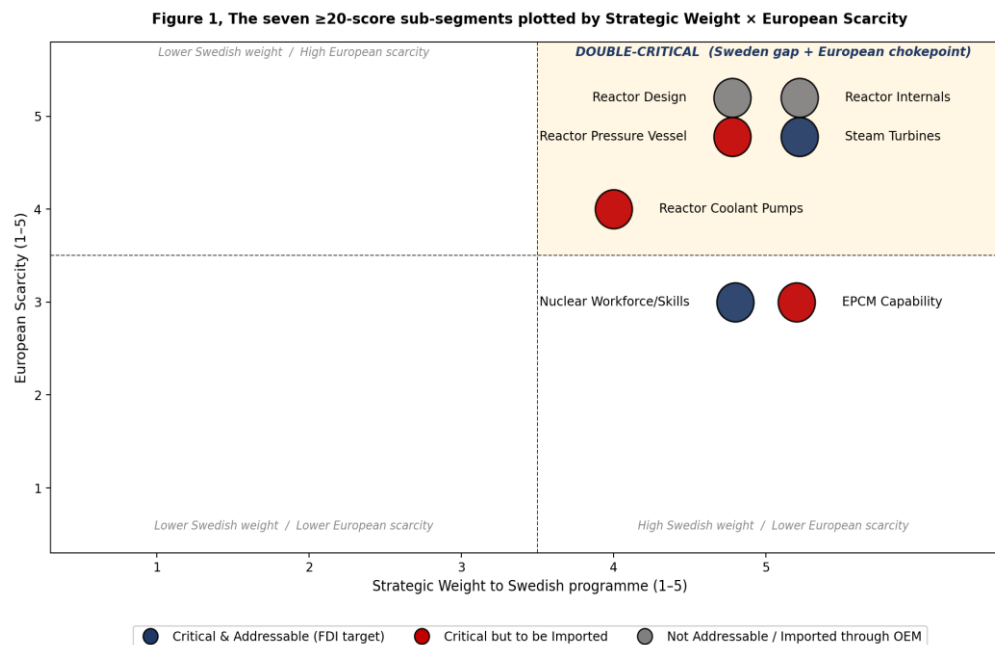 Figure 1, The seven ≥20-score sub-segments plotted by Strategic Weight × European Scarcity
Lower Swedish weight / High European scarcity
DOUBLE-CRITICAL (Sweden gap + European chokepoint)
Reactor Design
Reactor Internals
5
Reactor Pressure Vessel
Steam Turbines
4
Reactor Coolant Pumps
European Scarcity (1–5)
3
Nuclear Workforce/Skills
EPCM Capability
2
1
Lower Swedish weight / Lower European scarcity
High Swedish weight / Lower European scarcity
1 2 3 4 5
Strategic Weight to Swedish programme (1–5)
Critical & Addressable (FDI target)
Critical but to be Imported
Not Addressable / Imported through OEM